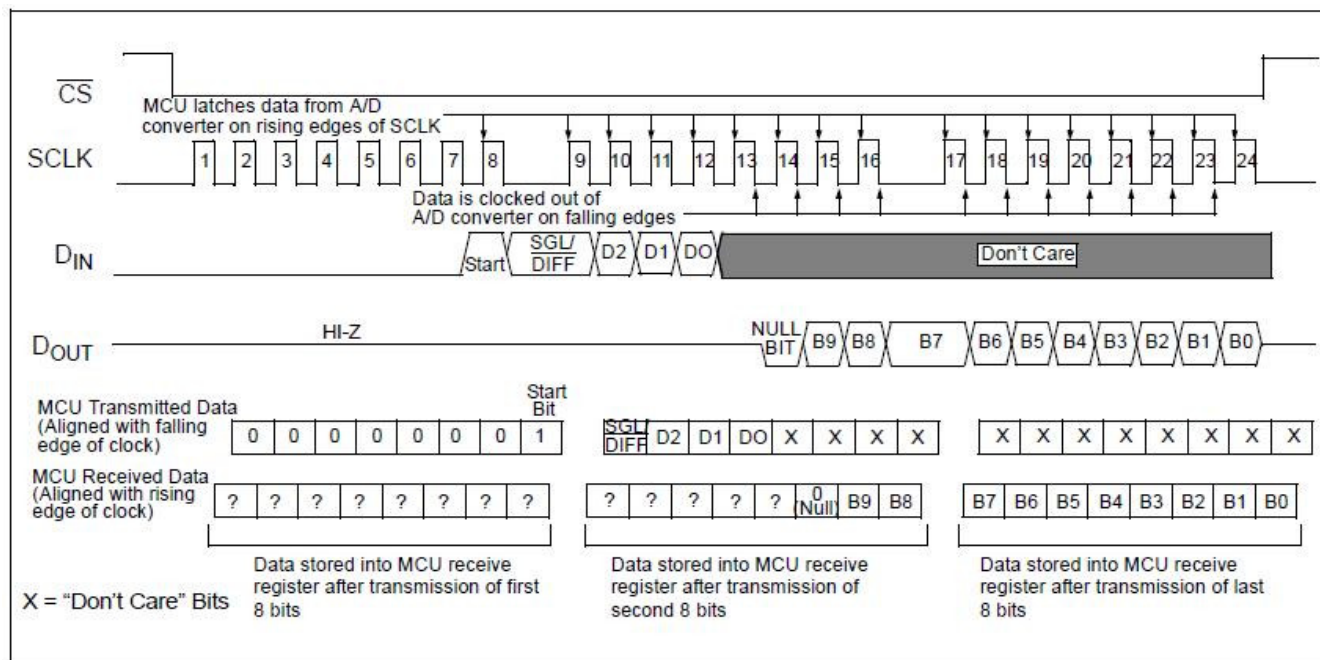 CS
MCU latches data from A/D
converter on rising edges of SCLK
SCLK
1 2 3 4 5 6 7 8 9 10 11 12 13 14 15 16 17 18 19 20 21 22 23 24
Data is clocked out of
A/D converter on falling edges
DIN
Start SGL/ DIFF D2 D1 DO Don't Care
HI-Z
DOUT
NULL BIT B9 B8 B7 B6 B5 B4 B3 B2 B1 B0
MCU Transmitted Data
(Aligned with falling
edge of clock)
Start
Bit
0 0 0 0 0 0 0 1 SGL/ DIFF D2 D1 DO X X X X X X X X X X X X
MCU Received Data
(Aligned with rising
edge of clock)
? ? ? ? ? ? ? ? ? ? ? ? ? 0 (Null) B9 B8 B7 B6 B5 B4 B3 B2 B1 B0
Data stored into MCU receive
register after transmission of first
8 bits
Data stored into MCU receive
register after transmission of
second 8 bits
Data stored into MCU receive
register after transmission of last
8 bits
X = “Don't Care” Bits